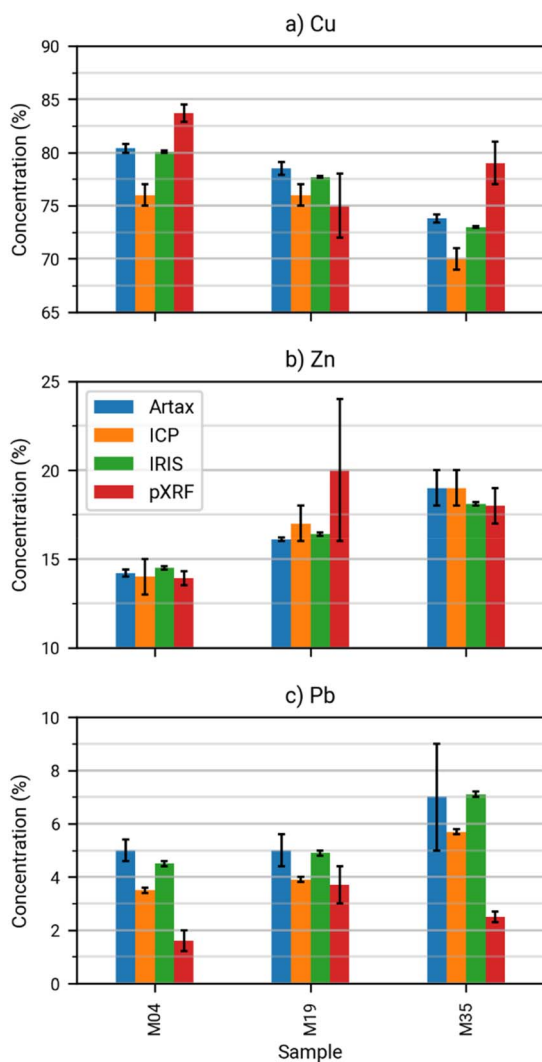 a) Cu
90
85
80
75
70
65
Concentration (%)
b) Zn
25
20
15
10
Concentration (%)
Artax
ICP
IRIS
pXRF
c) Pb
10
8
6
4
2
0
Concentration (%)
M04
M19
M35
Sample